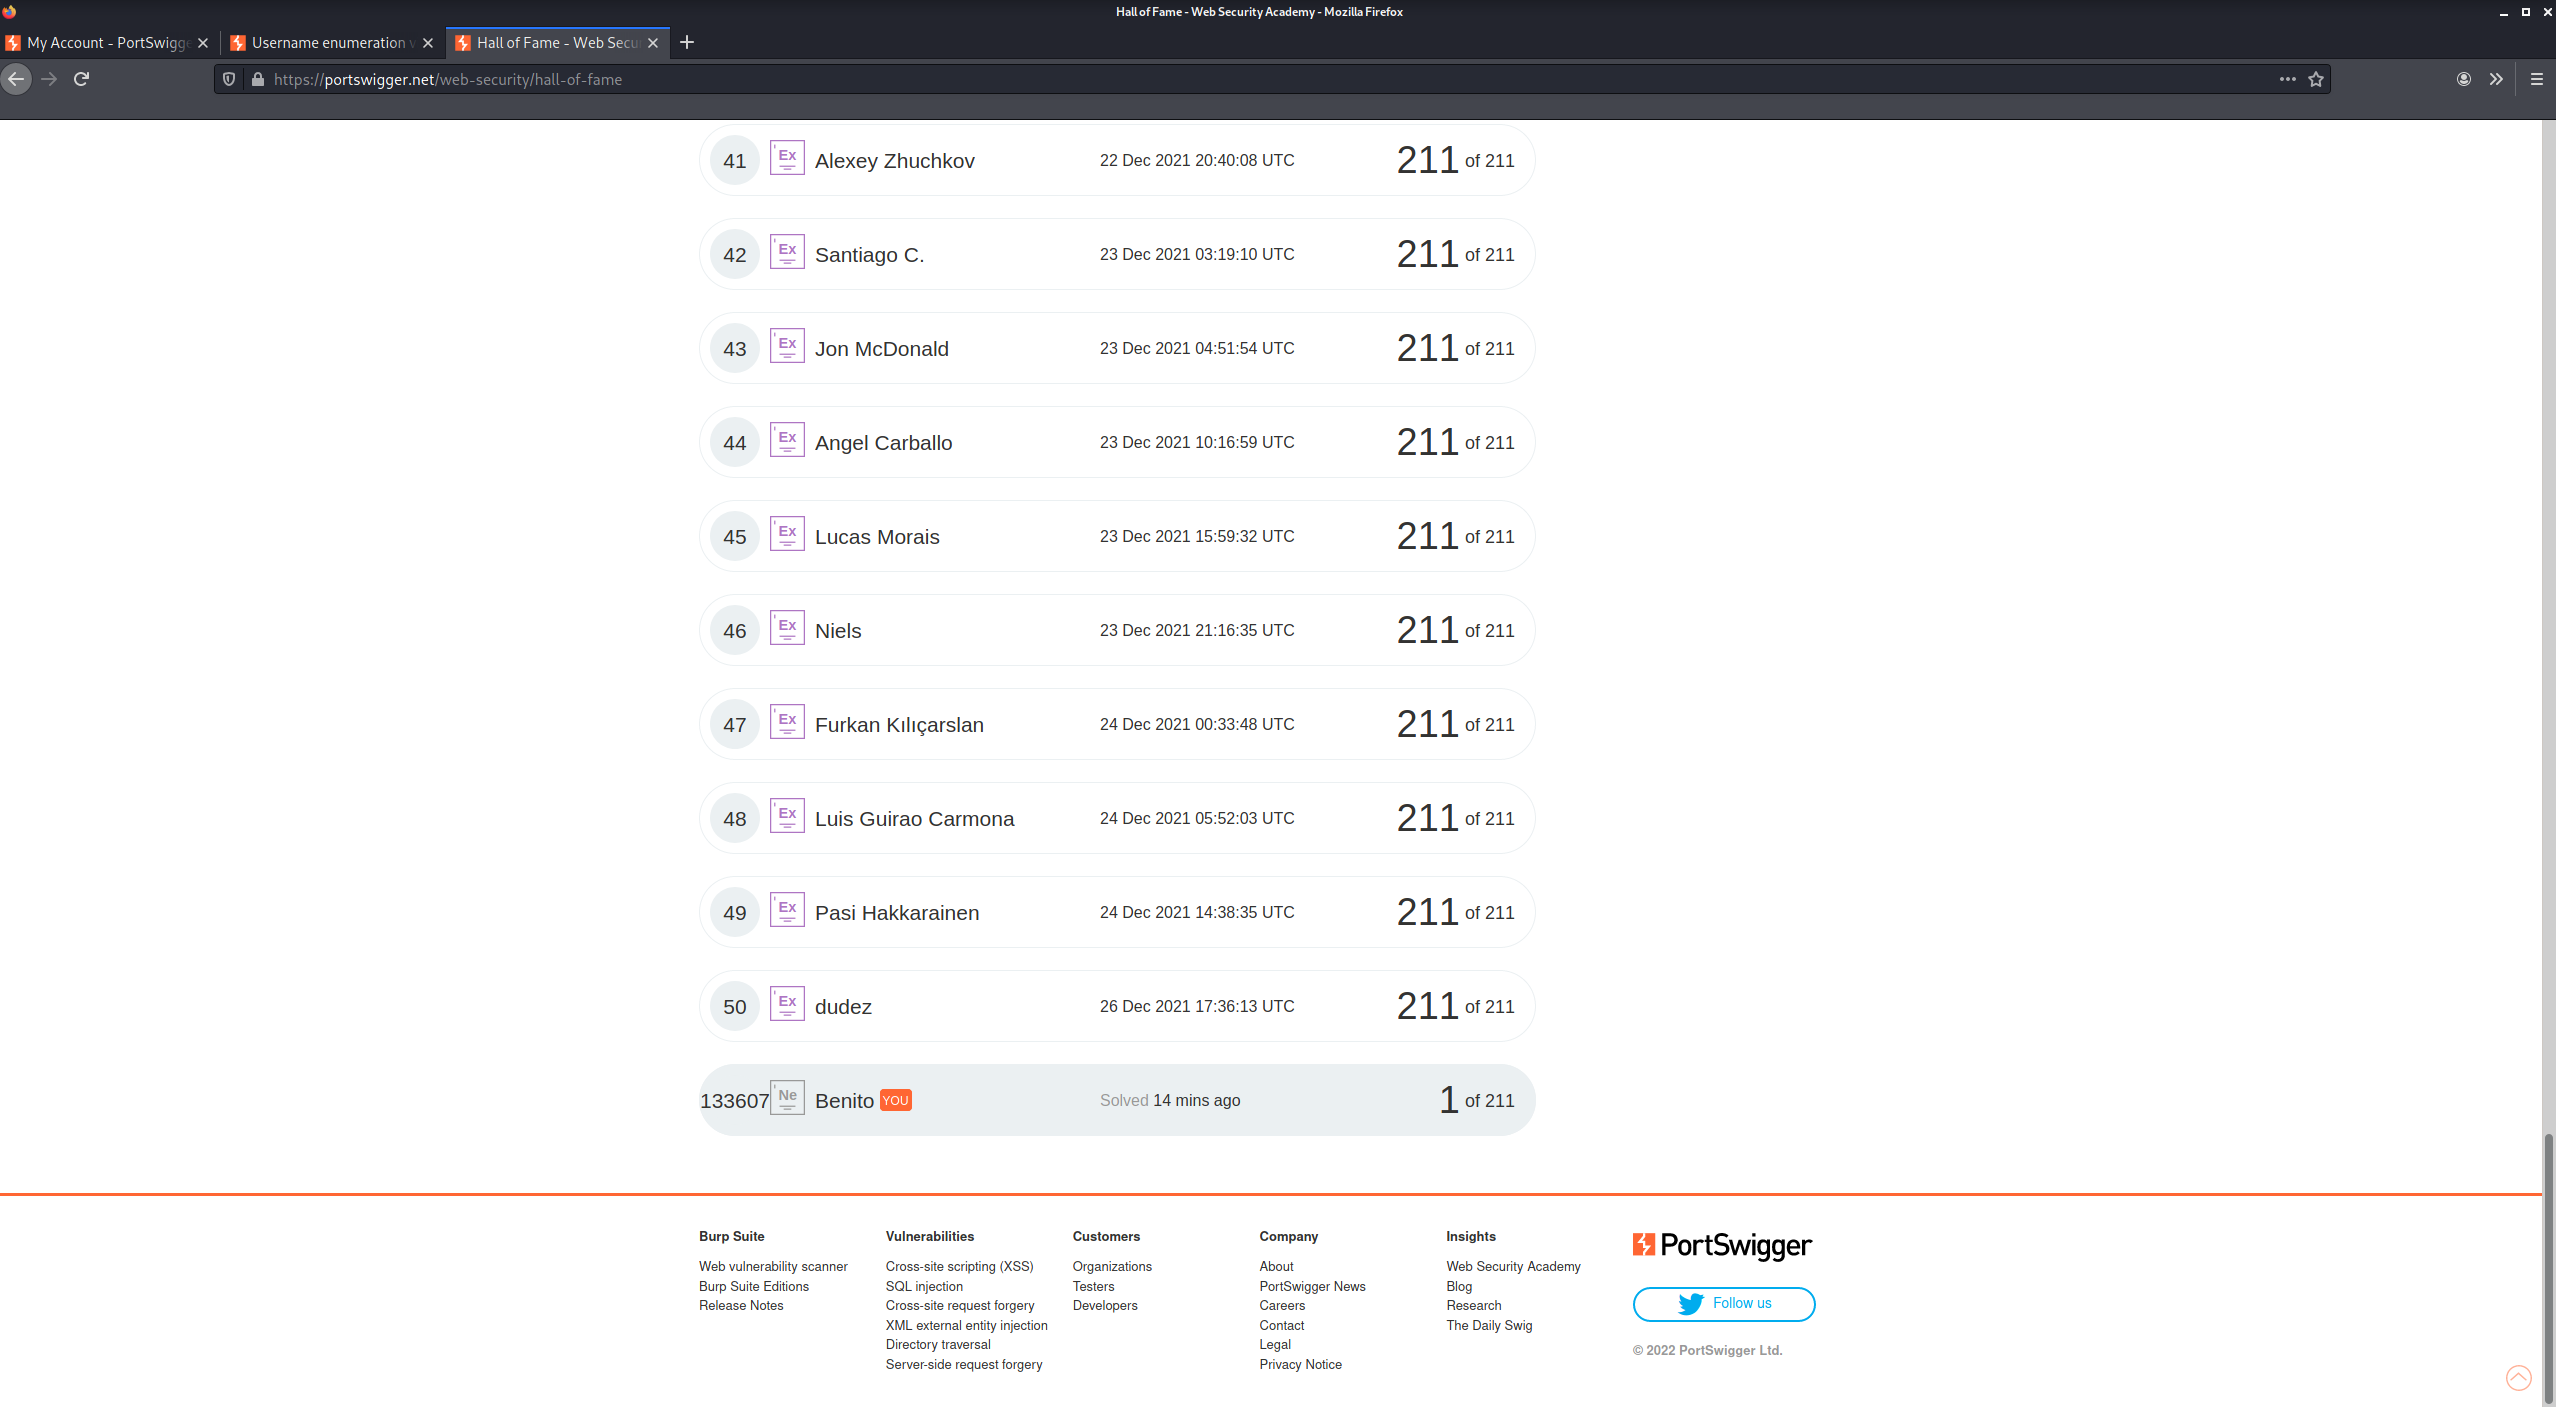 Hall of Fame - Web Security Academy - Mozilla Firefox
My Account - PortSwigge
Username enumeration v
Hall of Fame - Web Secu
https://portswigger.net/web-security/hall-of-fame
41 Ex Alexey Zhuchkov 22 Dec 2021 20:40:08 UTC 211 of 211
42 Ex Santiago C. 23 Dec 2021 03:19:10 UTC 211 of 211
43 Ex Jon McDonald 23 Dec 2021 04:51:54 UTC 211 of 211
44 Ex Angel Carballo 23 Dec 2021 10:16:59 UTC 211 of 211
45 Ex Lucas Morais 23 Dec 2021 15:59:32 UTC 211 of 211
46 Ex Niels 23 Dec 2021 21:16:35 UTC 211 of 211
47 Ex Furkan Kılıçarslan 24 Dec 2021 00:33:48 UTC 211 of 211
48 Ex Luis Guirao Carmona 24 Dec 2021 05:52:03 UTC 211 of 211
49 Ex Pasi Hakkarainen 24 Dec 2021 14:38:35 UTC 211 of 211
50 Ex dudez 26 Dec 2021 17:36:13 UTC 211 of 211
133607 Ne Benito YOU Solved 14 mins ago 1 of 211
Burp Suite
Web vulnerability scanner
Burp Suite Editions
Release Notes
Vulnerabilities
Cross-site scripting (XSS)
SQL injection
Cross-site request forgery
XML external entity injection
Directory traversal
Server-side request forgery
Customers
Organizations
Testers
Developers
Company
About
PortSwigger News
Careers
Contact
Legal
Privacy Notice
Insights
Web Security Academy
Blog
Research
The Daily Swig
PortSwigger
Follow us
© 2022 PortSwigger Ltd.